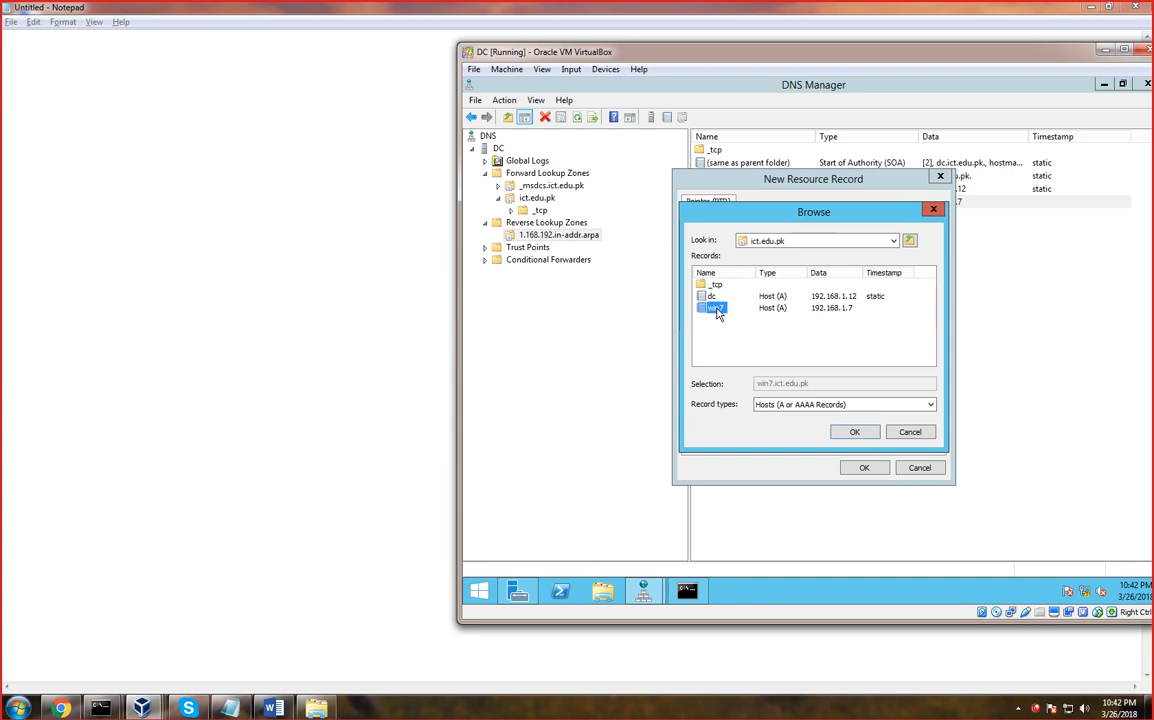 Untitled - Notepad
File Edit Format View Help
DC [Running] - Oracle VM VirtualBox
File Machine View Input Devices Help
DNS Manager
File Action View Help
DNS
DC
Global Logs
Forward Lookup Zones
_msdcs.ict.edu.pk
ict.edu.pk
_tcp
Reverse Lookup Zones
1.168.192.in-addr.arpa
Trust Points
Conditional Forwarders
Name Type Data Timestamp
_tcp
(same as parent folder) Start of Authority (SOA) [2], dc.ict.edu.pk., hostma... static
.pk. static
.12 static
.7
New Resource Record
Pointer (PTR)
Browse
Look in: ict.edu.pk
Records:
Name Type Data Timestamp
_tcp
dc Host (A) 192.168.1.12 static
win7 Host (A) 192.168.1.7
Selection: win7.ict.edu.pk
Record types: Hosts (A or AAAA Records)
OK Cancel
OK Cancel
10:42 PM
3/26/2018
Right Ctrl
10:42 PM
3/26/2018